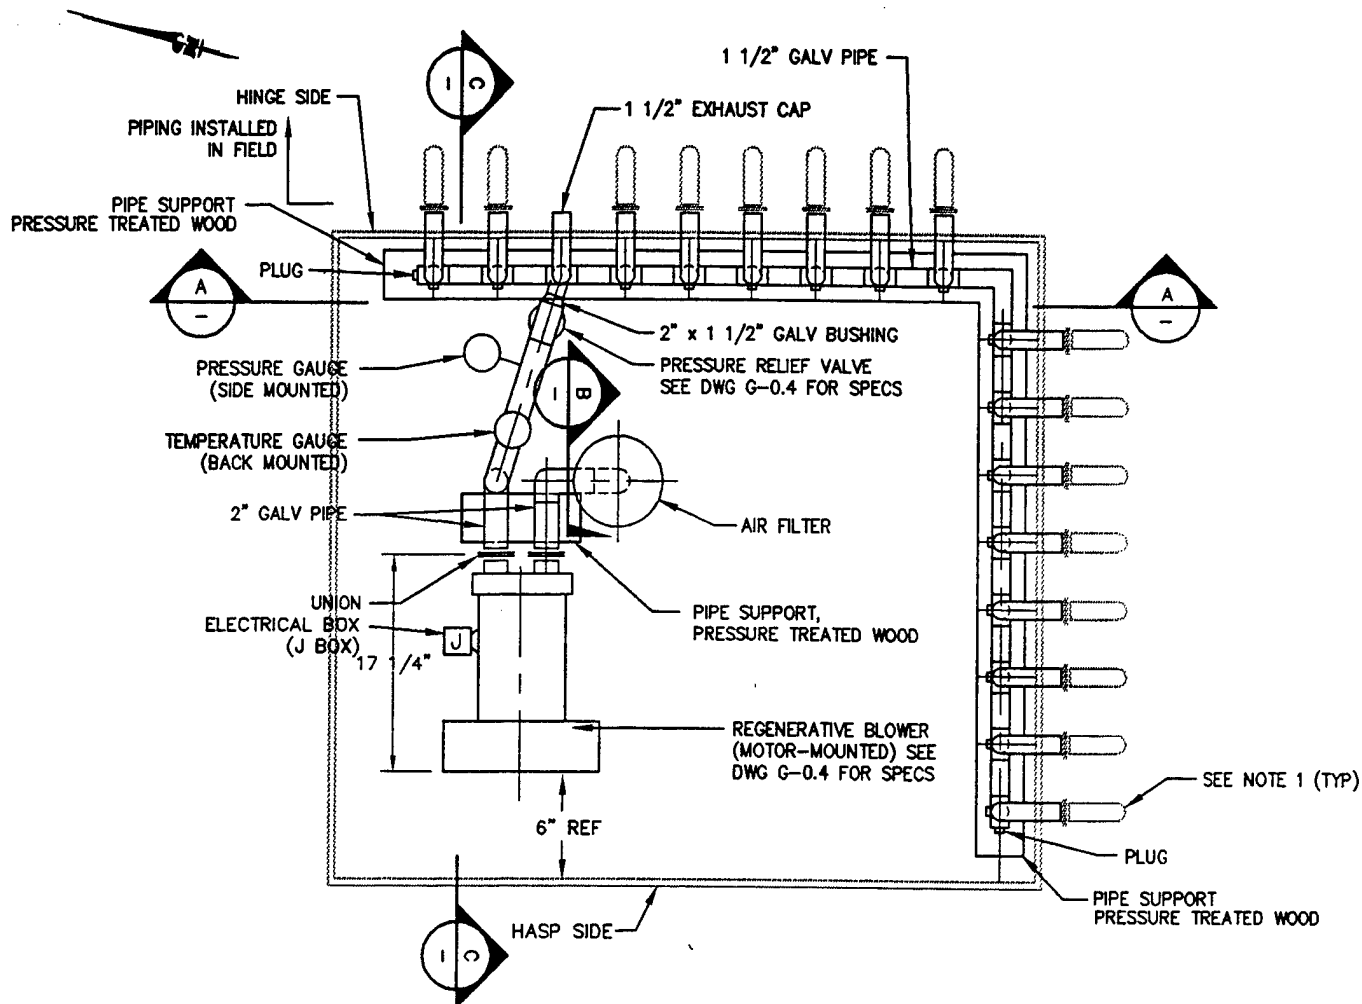 1 1/2" GALV PIPE
C
–
HINGE SIDE
1 1/2" EXHAUST CAP
PIPING INSTALLED
IN FIELD
PIPE SUPPORT
PRESSURE TREATED WOOD
PLUG
A
–
A
–
2" x 1 1/2" GALV BUSHING
PRESSURE RELIEF VALVE
SEE DWG G-0.4 FOR SPECS
PRESSURE GAUGE
(SIDE MOUNTED)
B
–
TEMPERATURE GAUGE
(BACK MOUNTED)
2" GALV PIPE
AIR FILTER
UNION
ELECTRICAL BOX
(J BOX)
J
17 1/4"
PIPE SUPPORT,
PRESSURE TREATED WOOD
REGENERATIVE BLOWER
(MOTOR-MOUNTED) SEE
DWG G-0.4 FOR SPECS
SEE NOTE 1 (TYP)
6" REF
PLUG
PIPE SUPPORT
PRESSURE TREATED WOOD
HASP SIDE
C
–